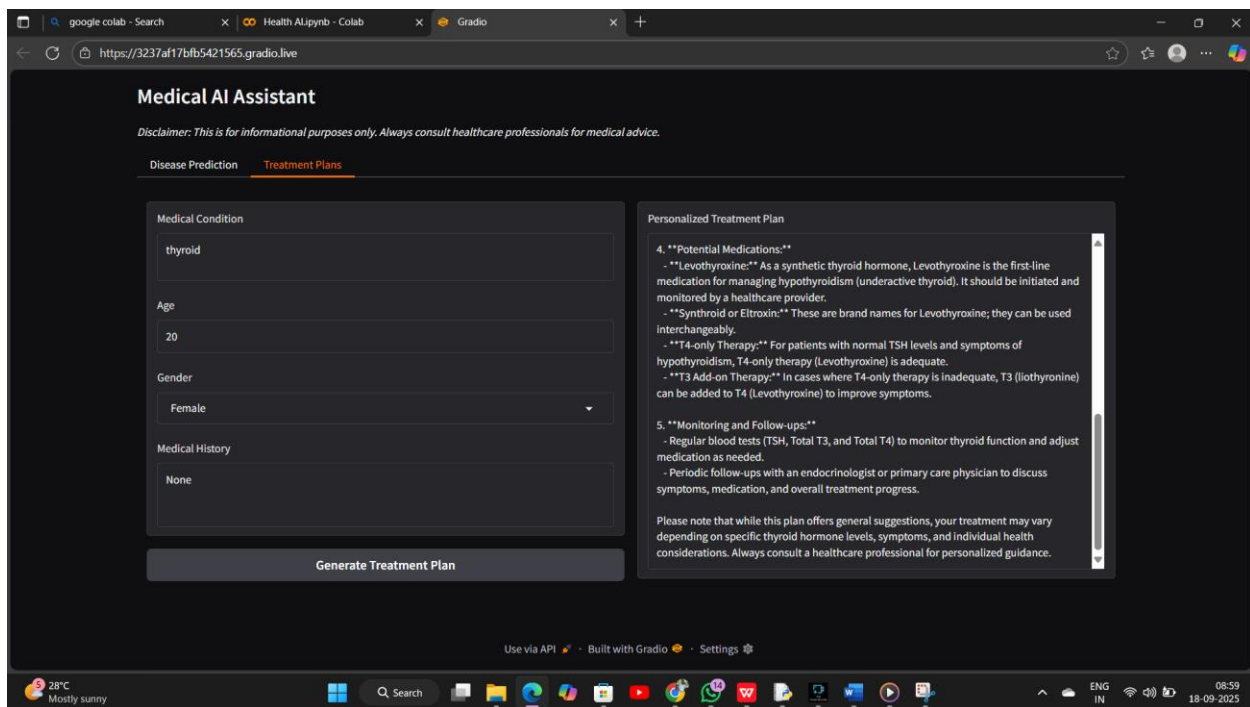 google colab - Search
Health AI.ipynb - Colab
Gradio
https://3237af17bfb5421565.gradio.live
Medical AI Assistant
Disclaimer: This is for informational purposes only. Always consult healthcare professionals for medical advice.
Disease Prediction
Treatment Plans
Medical Condition
thyroid
Age
20
Gender
Female
Medical History
None
Generate Treatment Plan
Personalized Treatment Plan
4. **Potential Medications:**
- **Levothyroxine:** As a synthetic thyroid hormone, Levothyroxine is the first-line
medication for managing hypothyroidism (underactive thyroid). It should be initiated and
monitored by a healthcare provider.
- **Synthroid or Eltroxin:** These are brand names for Levothyroxine; they can be used
interchangeably.
- **T4-only Therapy:** For patients with normal TSH levels and symptoms of
hypothyroidism, T4-only therapy (Levothyroxine) is adequate.
- **T3 Add-on Therapy:** In cases where T4-only therapy is inadequate, T3 (liothyronine)
can be added to T4 (Levothyroxine) to improve symptoms.
5. **Monitoring and Follow-ups:**
- Regular blood tests (TSH, Total T3, and Total T4) to monitor thyroid function and adjust
medication as needed.
- Periodic follow-ups with an endocrinologist or primary care physician to discuss
symptoms, medication, and overall treatment progress.
Please note that while this plan offers general suggestions, your treatment may vary
depending on specific thyroid hormone levels, symptoms, and individual health
considerations. Always consult a healthcare professional for personalized guidance.
Use via API · Built with Gradio · Settings
5
28°C
Mostly sunny
Search
14
ENG
IN
08:59
18-09-2025